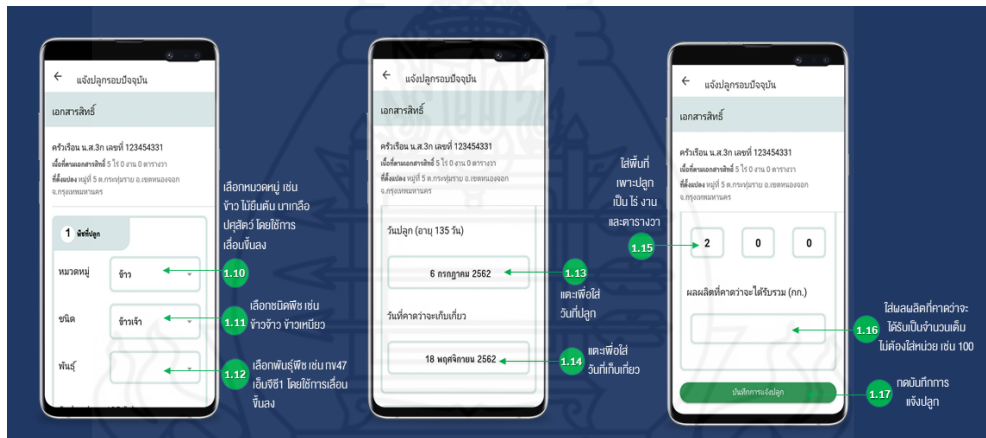 ← แจ้งปลูกรอบปัจจุบัน
เอกสารสิทธิ์
ครัวเรือน น.ส.3ก เลขที่ 123454331
เนื้อที่ตามเอกสารสิทธิ์ 5 ไร่ 0 งาน 0 ตารางวา
ที่ตั้งแปลง หมู่ที่ 5 ต.กระทุ่มราย อ.เขตหนองจอก
จ.กรุงเทพมหานคร
1 พืชที่ปลูก
หมวดหมู่ ข้าว
ชนิด ข้าวเจ้า
พันธุ์
เลือกหมวดหมู่ เช่น
ข้าว ไม้ยืนต้น นาเกลือ
ปศุสัตว์ โดยใช้การ
เลื่อนขึ้นลง
1.10
เลือกชนิดพืช เช่น
1.11 ข้าวจ้าว ข้าวเหนียว
1.12 เลือกพันธุ์พืช เช่น กข47
เอ็มจีซี1 โดยใช้การเลื่อน
ขึ้นลง
← แจ้งปลูกรอบปัจจุบัน
เอกสารสิทธิ์
ครัวเรือน น.ส.3ก เลขที่ 123454331
เนื้อที่ตามเอกสารสิทธิ์ 5 ไร่ 0 งาน 0 ตารางวา
ที่ตั้งแปลง หมู่ที่ 5 ต.กระทุ่มราย อ.เขตหนองจอก
จ.กรุงเทพมหานคร
วันปลูก (อายุ 135 วัน)
6 กรกฎาคม 2562
วันที่คาดว่าจะเก็บเกี่ยว
18 พฤศจิกายน 2562
1.13
แตะเพื่อใส่
วันที่ปลูก
1.14 แตะเพื่อใส่
วันที่เก็บเกี่ยว
← แจ้งปลูกรอบปัจจุบัน
เอกสารสิทธิ์
ครัวเรือน น.ส.3ก เลขที่ 123454331
เนื้อที่ตามเอกสารสิทธิ์ 5 ไร่ 0 งาน 0 ตารางวา
ที่ตั้งแปลง หมู่ที่ 5 ต.กระทุ่มราย อ.เขตหนองจอก
จ.กรุงเทพมหานคร
ใส่พื้นที่
เพาะปลูก
เป็น ไร่ งาน
และตารางวา
1.15
2 0 0
ผลผลิตที่คาดว่าจะได้รับรวม (กก.)
บันทึกการแจ้งปลูก
ใส่ผลผลิตที่คาดว่าจะ
1.16 ได้รับเป็นจำนวนเต็ม
ไม่ต้องใส่หน่วย เช่น 100
1.17 กดบันทึกการ
แจ้งปลูก